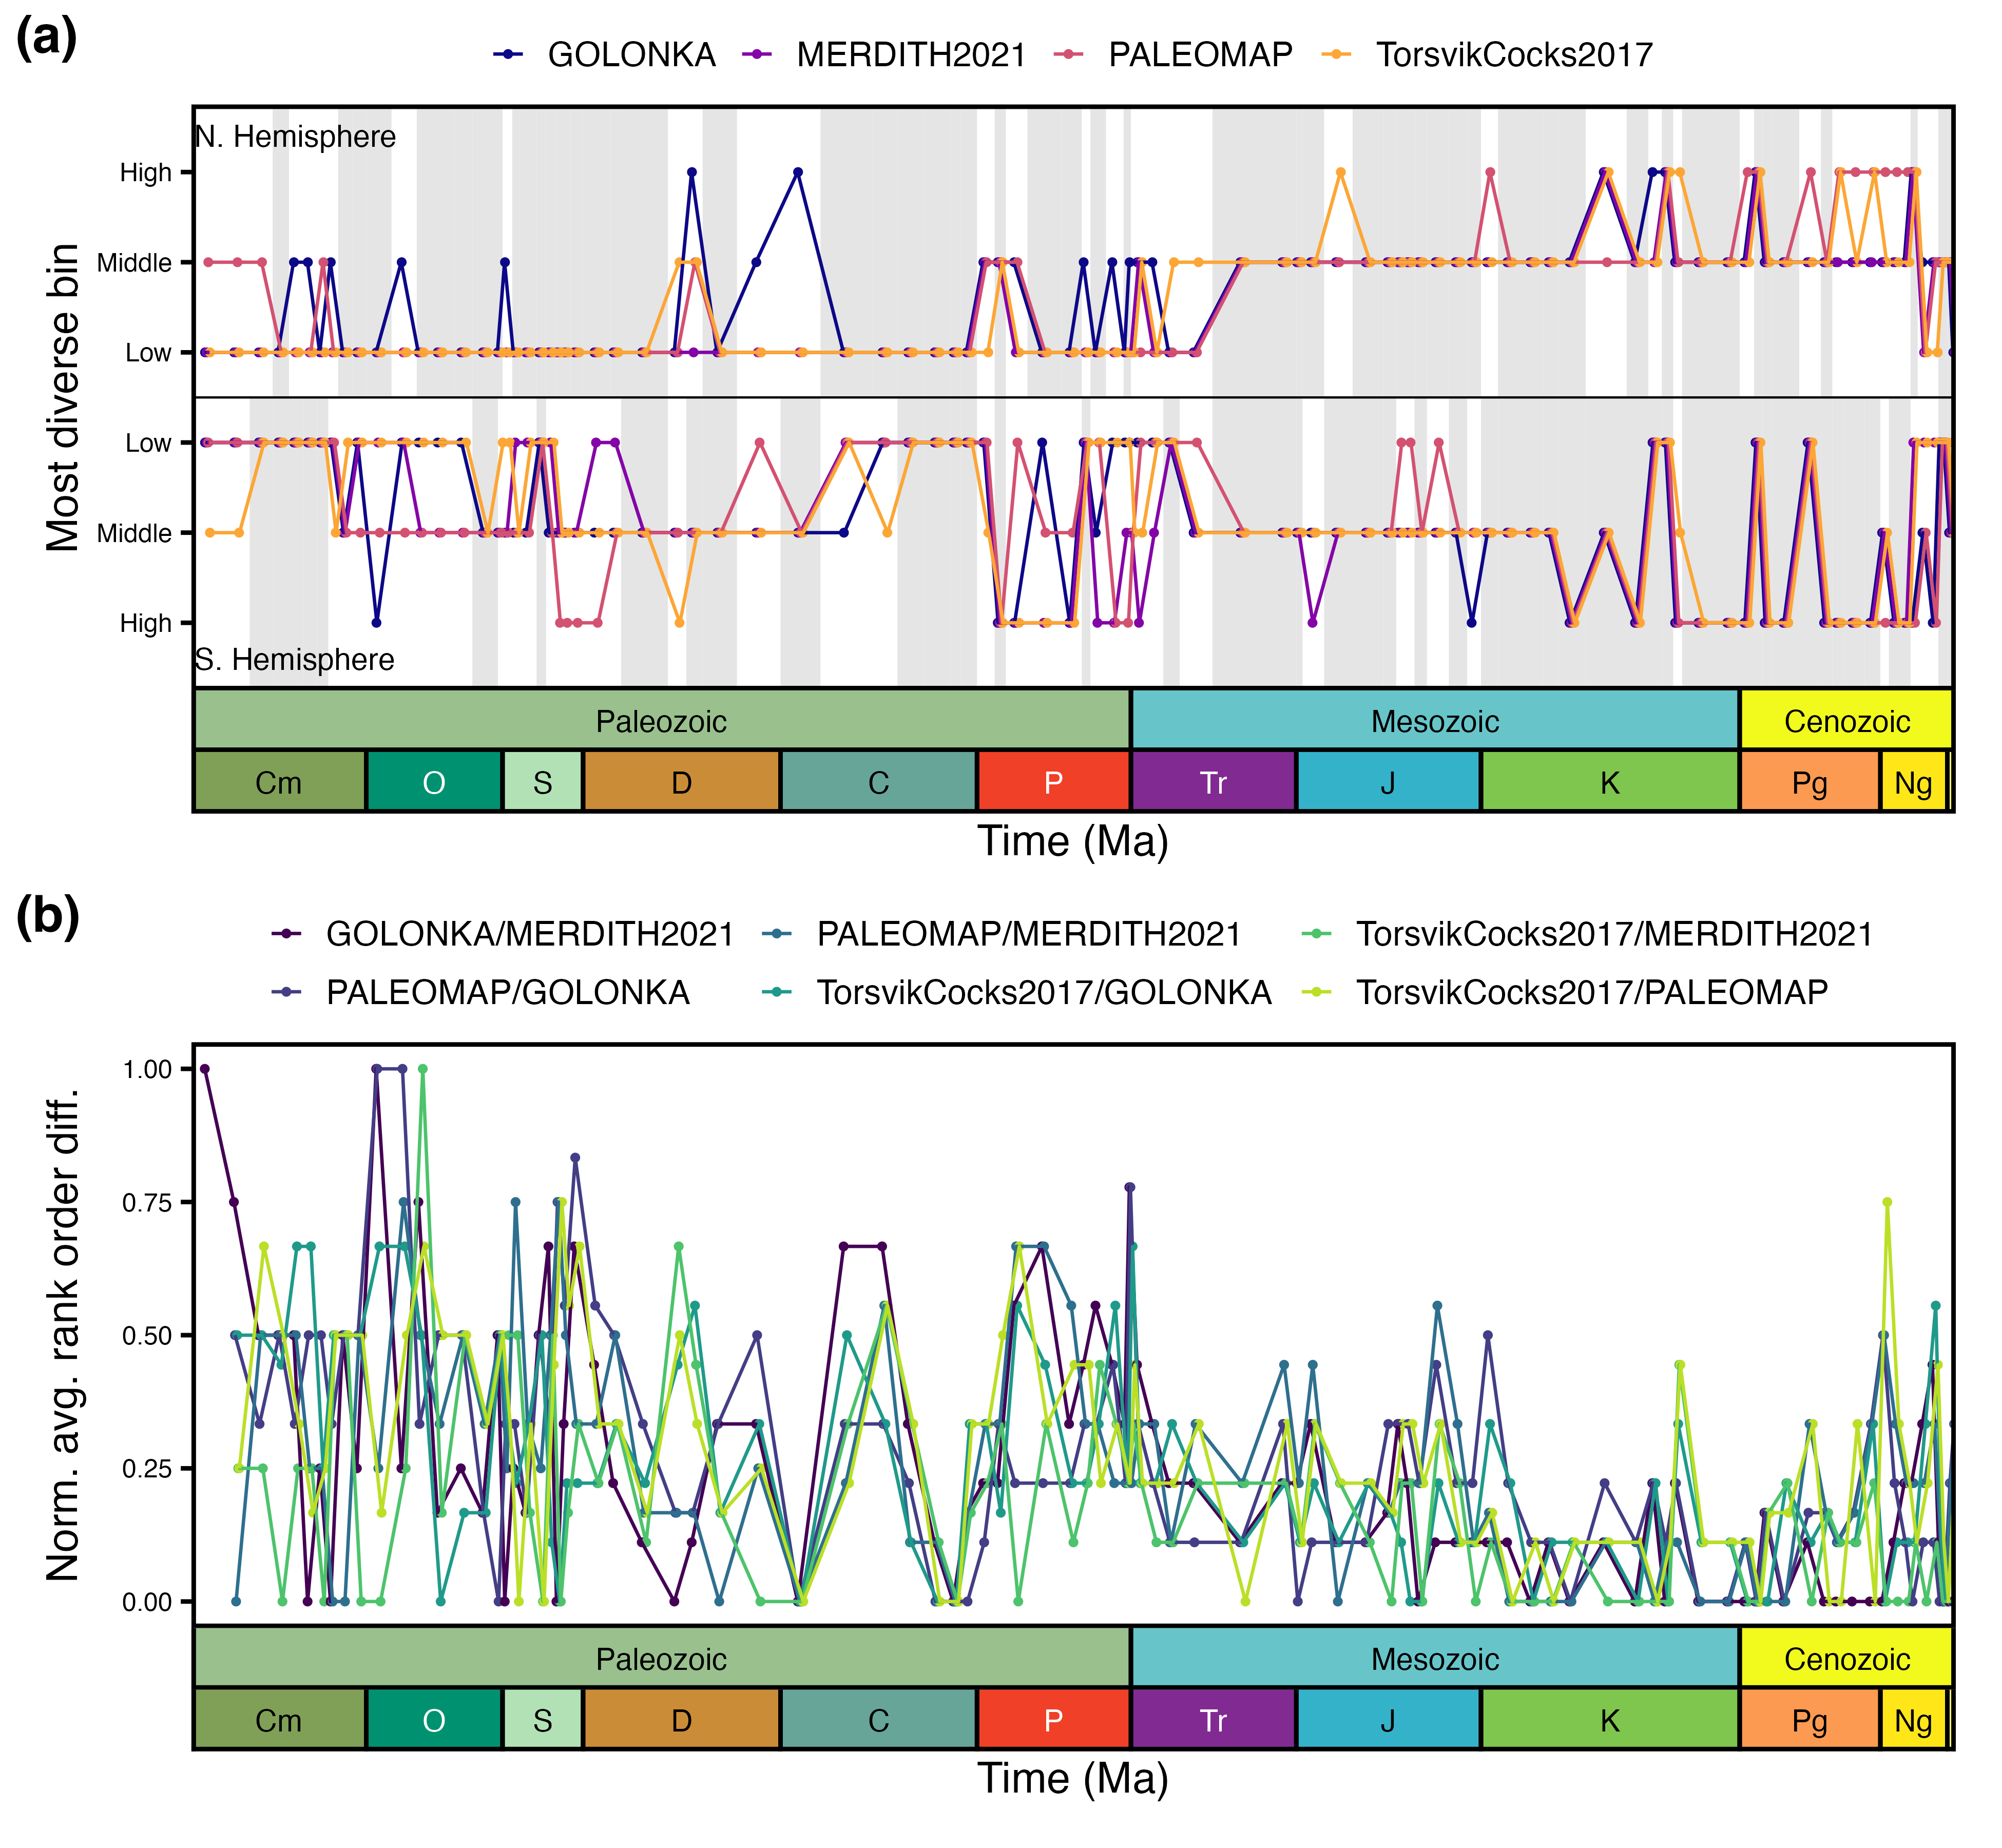 (a)
GOLONKA MERDITH2021 PALEOMAP TorsvikCocks2017
Most diverse bin
N. Hemisphere
High
Middle
Low
Low
Middle
High
S. Hemisphere
Paleozoic Mesozoic Cenozoic
Cm O S D C P Tr J K Pg Ng
Time (Ma)
(b)
GOLONKA/MERDITH2021 PALEOMAP/MERDITH2021 TorsvikCocks2017/MERDITH2021
PALEOMAP/GOLONKA TorsvikCocks2017/GOLONKA TorsvikCocks2017/PALEOMAP
Norm. avg. rank order diff.
1.00
0.75
0.50
0.25
0.00
Paleozoic Mesozoic Cenozoic
Cm O S D C P Tr J K Pg Ng
Time (Ma)